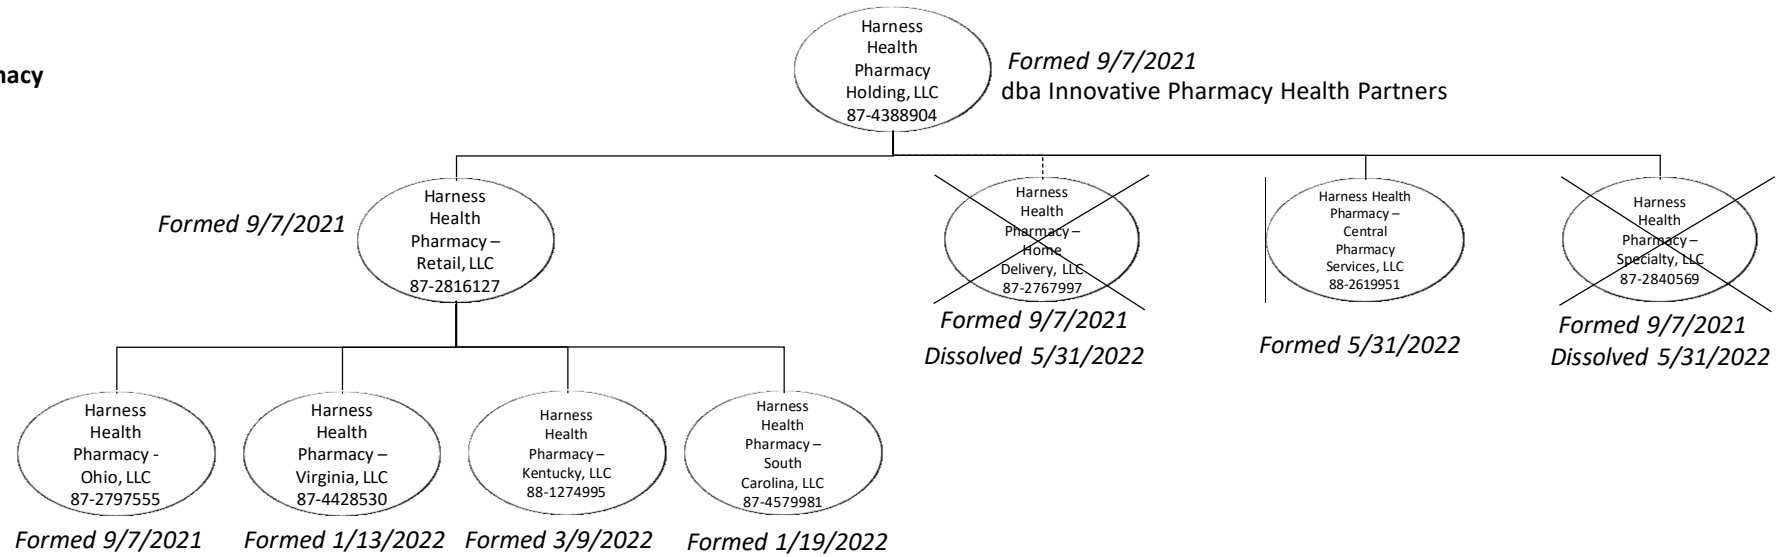 Harness
Health
Pharmacy
Holding, LLC
87-4388904
Formed 9/7/2021
dba Innovative Pharmacy Health Partners
macy
Formed 9/7/2021
Harness
Health
Pharmacy –
Retail, LLC
87-2816127
Harness
Health
Pharmacy –
Home
Delivery, LLC
87-2767997
Formed 9/7/2021
Dissolved 5/31/2022
Harness Health
Pharmacy –
Central
Pharmacy
Services, LLC
88-2619951
Formed 5/31/2022
Harness
Health
Pharmacy –
Specialty, LLC
87-2840569
Formed 9/7/2021
Dissolved 5/31/2022
Harness
Health
Pharmacy -
Ohio, LLC
87-2797555
Formed 9/7/2021
Harness
Health
Pharmacy –
Virginia, LLC
87-4428530
Formed 1/13/2022
Harness
Health
Pharmacy –
Kentucky, LLC
88-1274995
Formed 3/9/2022
Harness
Health
Pharmacy –
South
Carolina, LLC
87-4579981
Formed 1/19/2022